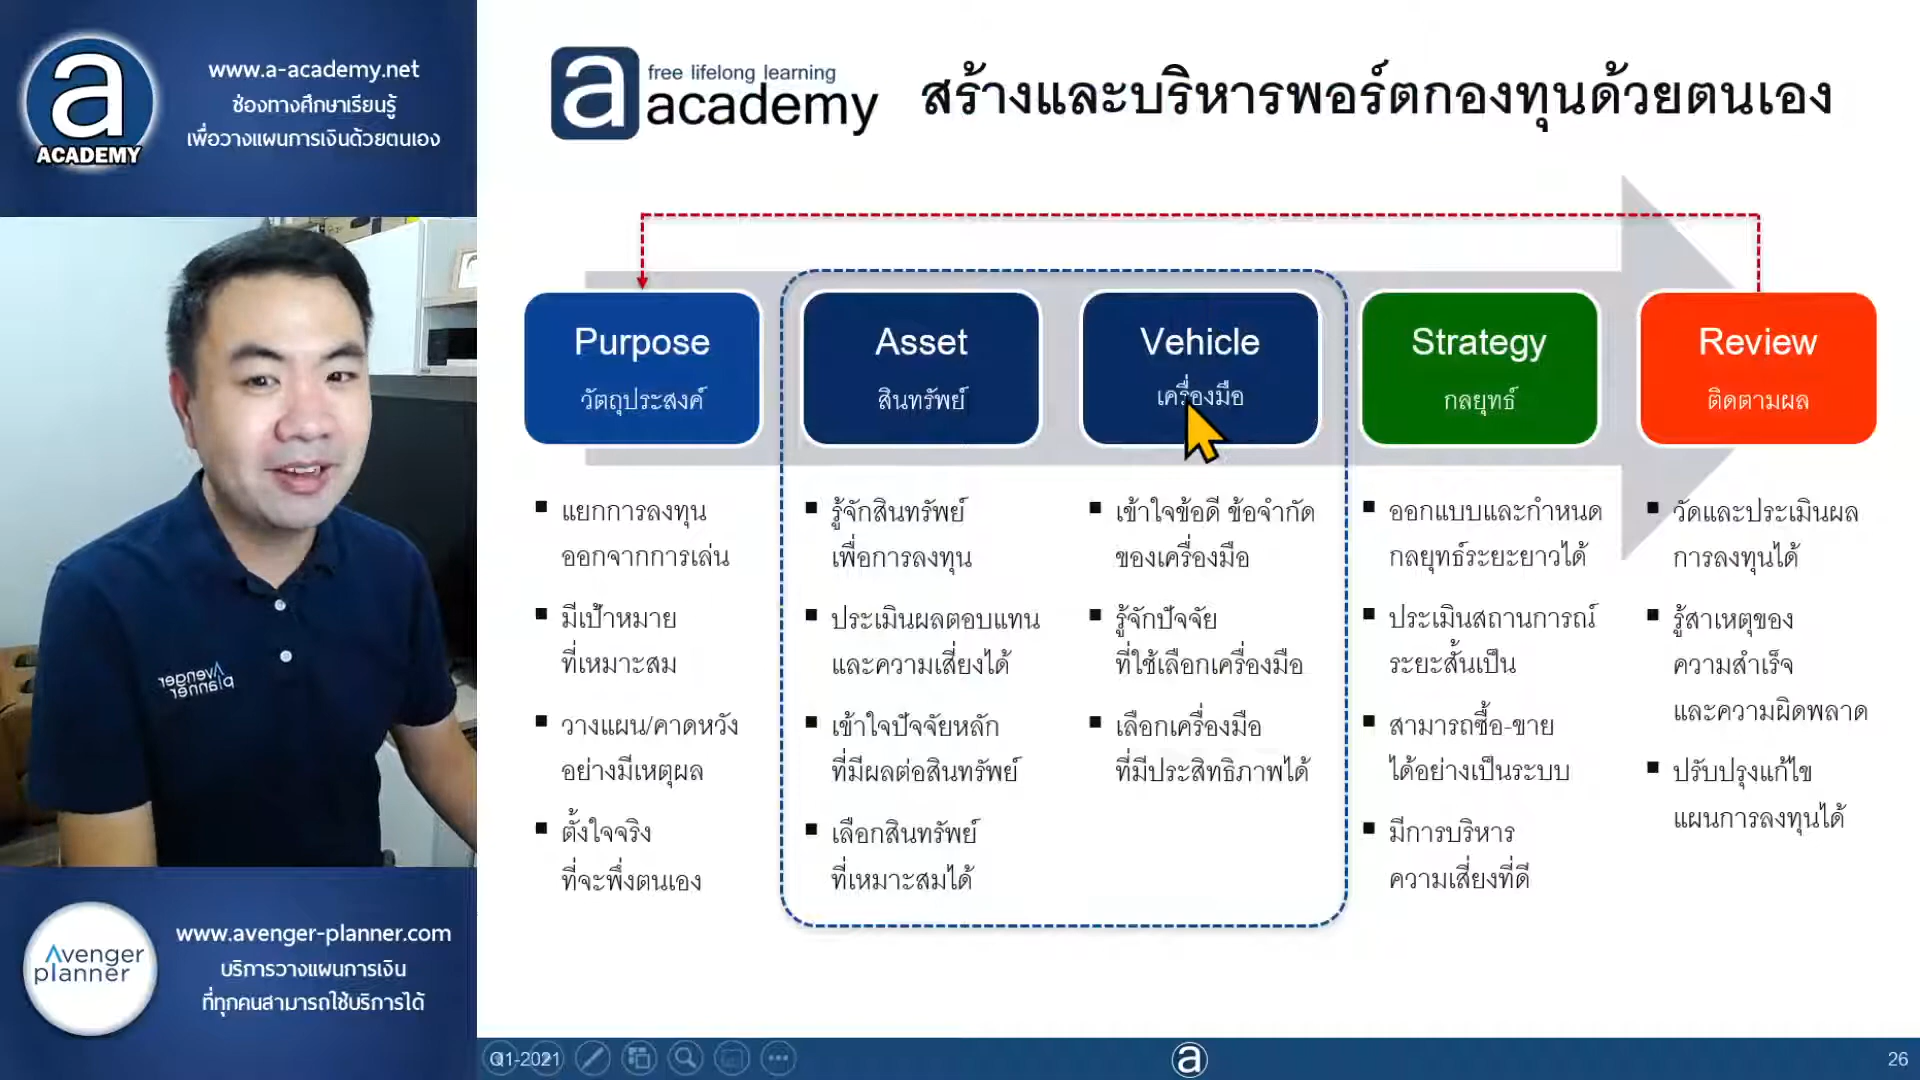 a
ACADEMY
www.a-academy.net
ช่องทางศึกษาเรียนรู้
เพื่อวางแผนการเงินด้วยตนเอง
a
free lifelong learning
academy
สร้างและบริหารพอร์ตกองทุนด้วยตนเอง
Purpose
วัตถุประสงค์
Asset
สินทรัพย์
Vehicle
เครื่องมือ
Strategy
กลยุทธ์
Review
ติดตามผล
▪ แยกการลงทุน
ออกจากการเล่น
▪ มีเป้าหมาย
ที่เหมาะสม
▪ วางแผน/คาดหวัง
อย่างมีเหตุผล
▪ ตั้งใจจริง
ที่จะพึ่งตนเอง
▪ รู้จักสินทรัพย์
เพื่อการลงทุน
▪ ประเมินผลตอบแทน
และความเสี่ยงได้
▪ เข้าใจปัจจัยหลัก
ที่มีผลต่อสินทรัพย์
▪ เลือกสินทรัพย์
ที่เหมาะสมได้
▪ เข้าใจข้อดี ข้อจำกัด
ของเครื่องมือ
▪ รู้จักปัจจัย
ที่ใช้เลือกเครื่องมือ
▪ เลือกเครื่องมือ
ที่มีประสิทธิภาพได้
▪ ออกแบบและกำหนด
กลยุทธ์ระยะยาวได้
▪ ประเมินสถานการณ์
ระยะสั้นเป็น
▪ สามารถซื้อ-ขาย
ได้อย่างเป็นระบบ
▪ มีการบริหาร
ความเสี่ยงที่ดี
▪ วัดและประเมินผล
การลงทุนได้
▪ รู้สาเหตุของ
ความสำเร็จ
และความผิดพลาด
▪ ปรับปรุงแก้ไข
แผนการลงทุนได้
Avenger
planner
Avenger
planner
www.avenger-planner.com
บริการวางแผนการเงิน
ที่ทุกคนสามารถใช้บริการได้
Q1-2021
a
26